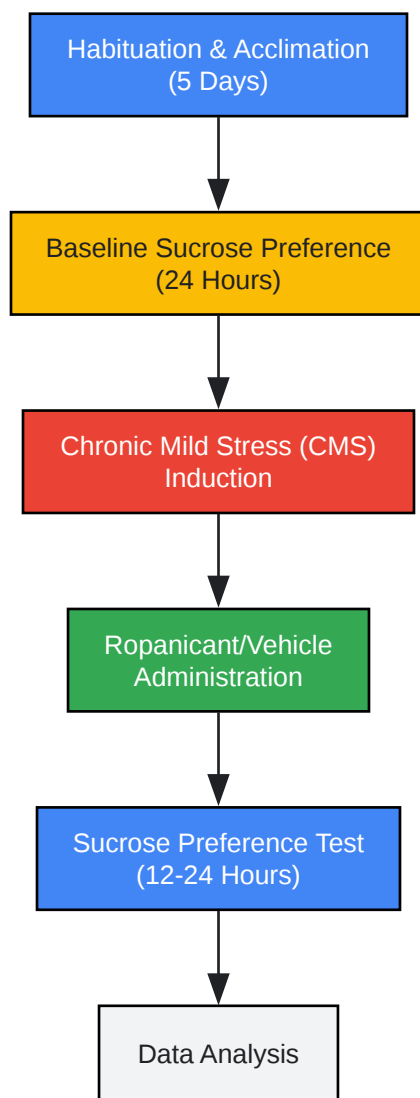 Habituation & Acclimation
(5 Days)
Baseline Sucrose Preference
(24 Hours)
Chronic Mild Stress (CMS)
Induction
Ropanicant/Vehicle
Administration
Sucrose Preference Test
(12-24 Hours)
Data Analysis